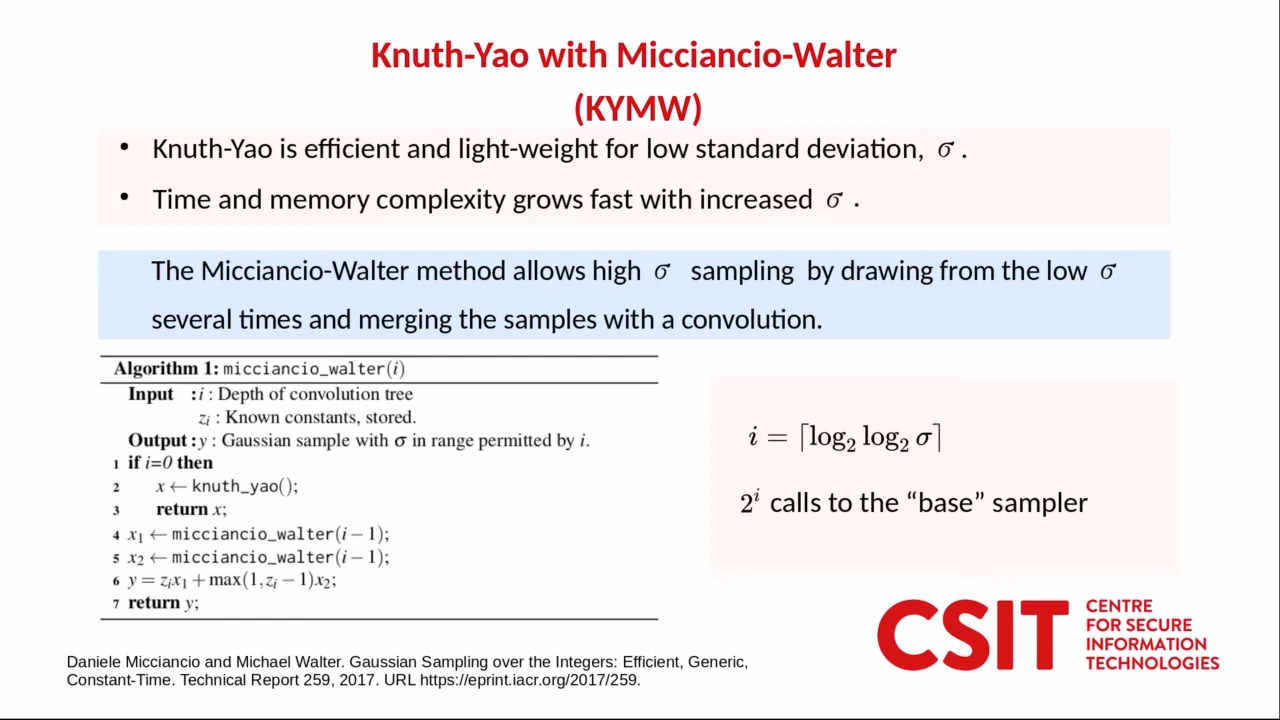 Knuth-Yao with Micciancio-Walter
(KYMW)
• Knuth-Yao is efficient and light-weight for low standard deviation, σ .
• Time and memory complexity grows fast with increased σ .
The Micciancio-Walter method allows high σ sampling by drawing from the low σ
several times and merging the samples with a convolution.
Algorithm 1: micciancio_walter(i)
Input : i : Depth of convolution tree
z_i : Known constants, stored.
Output : y : Gaussian sample with σ in range permitted by i.
1 if i=0 then
2 x ← knuth_yao();
3 return x;
4 x₁ ← micciancio_walter(i − 1);
5 x₂ ← micciancio_walter(i − 1);
6 y = z_i x₁ + max(1, z_i − 1)x₂;
7 return y;
i = ⌈log₂ log₂ σ⌉
2^i calls to the “base” sampler
CSIT
CENTRE
FOR SECURE
INFORMATION
TECHNOLOGIES
Daniele Micciancio and Michael Walter. Gaussian Sampling over the Integers: Efficient, Generic,
Constant-Time. Technical Report 259, 2017. URL https://eprint.iacr.org/2017/259.